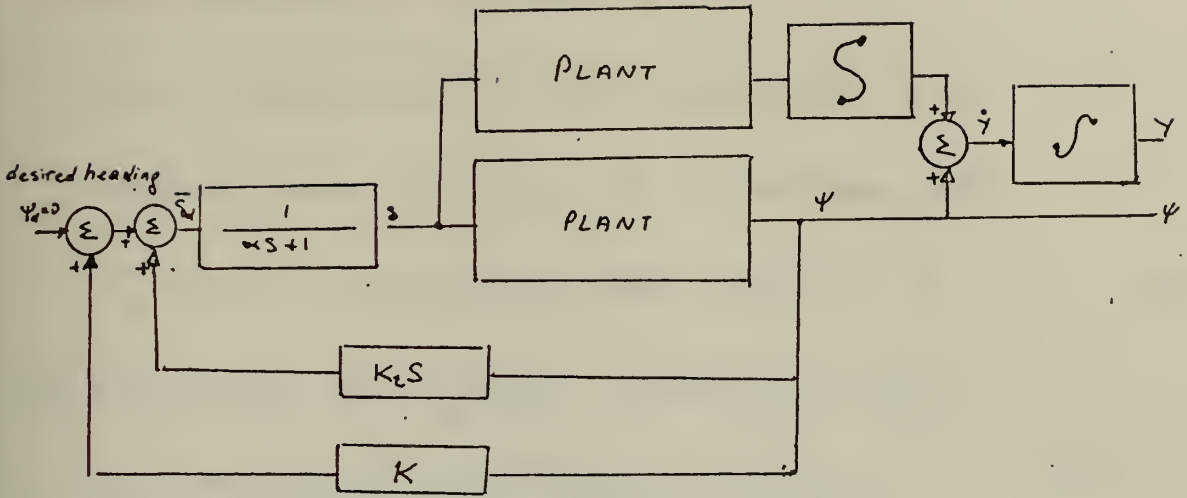 PLANT
∫
Σ
+
+
ẏ
∫
y
desired heading
Ψd=0
Σ
+
+
Σ
+
δ̄d
1
αS+1
δ
PLANT
Ψ
Ψ
K₂S
K